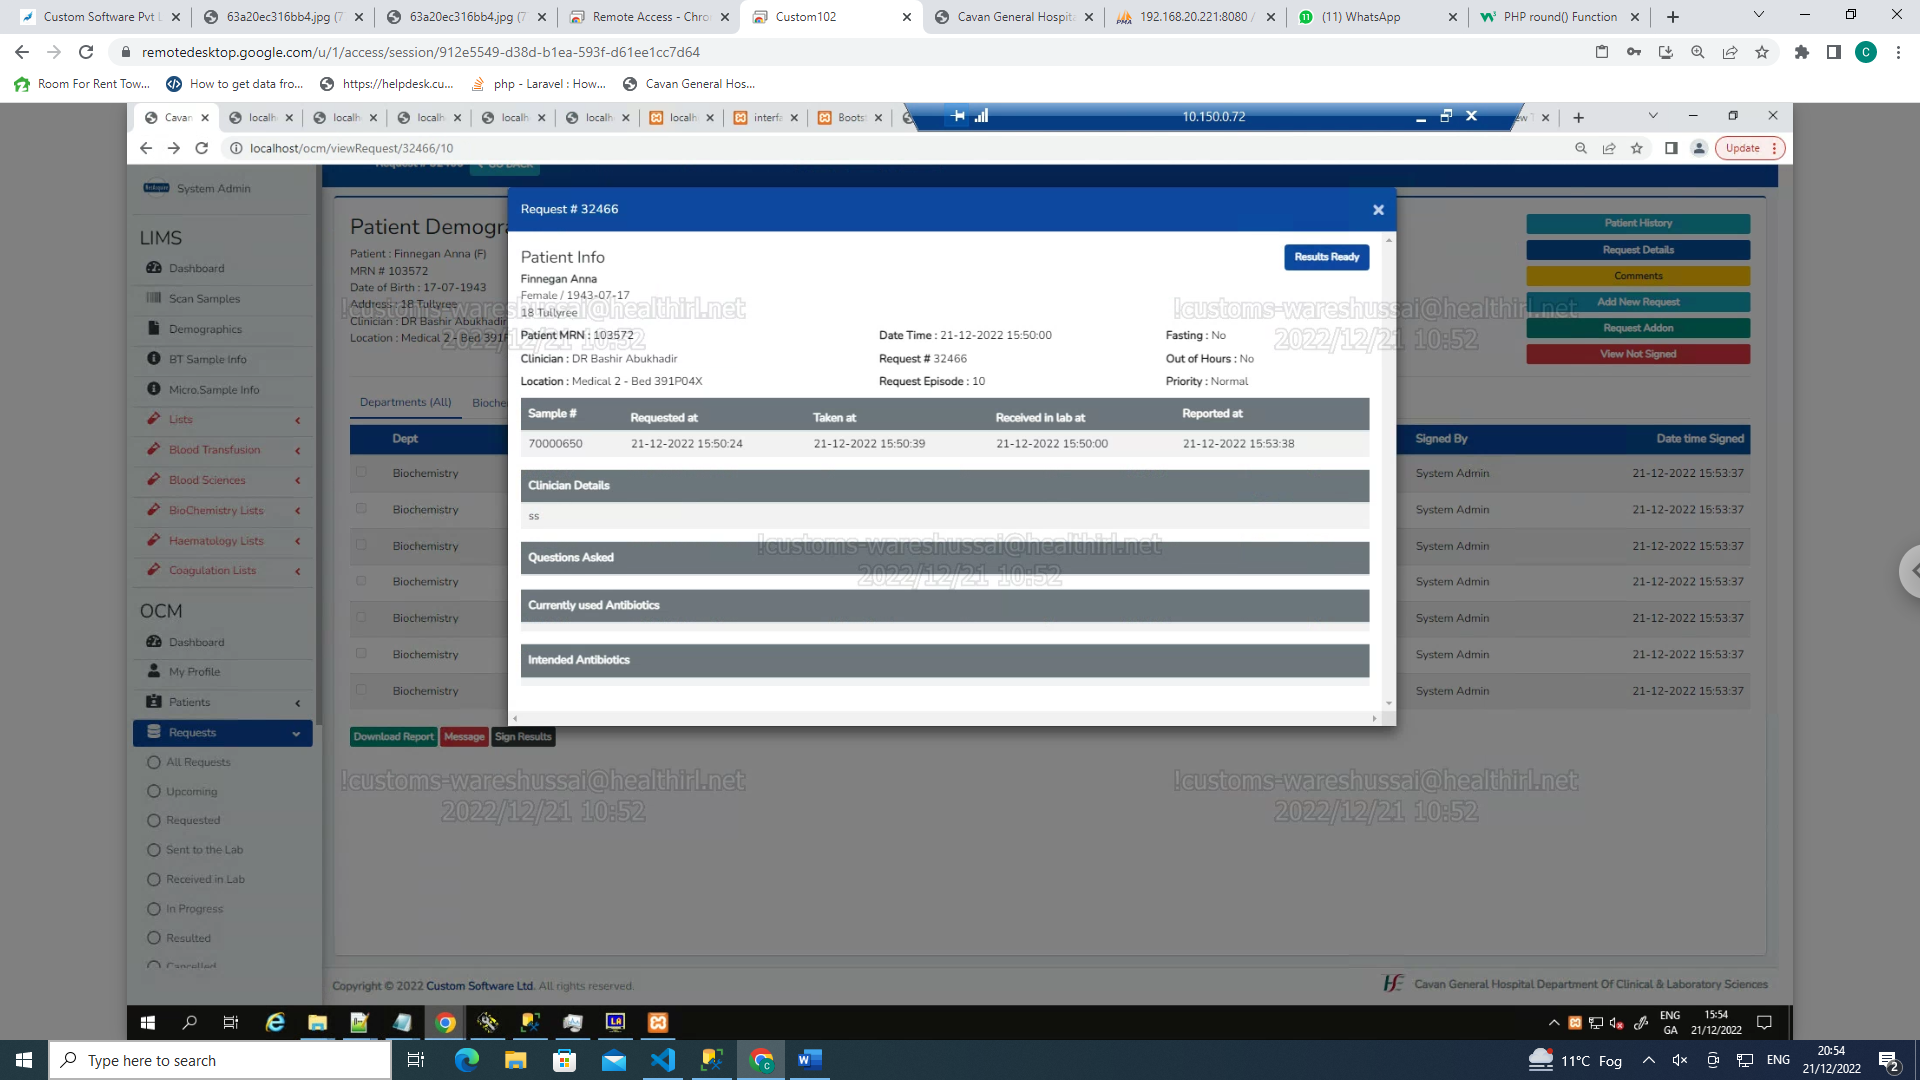 Custom Software Pvt L
63a20ec316bb4.jpg (7
63a20ec316bb4.jpg (7
Remote Access - Chro
Custom102
Cavan General Hospita
192.168.20.221:8080 /
(11) WhatsApp
PHP round() Function
remotedesktop.google.com/u/1/access/session/912e5549-d38d-b1ea-593f-d61ee1cc7d64
Room For Rent Tow...
How to get data fro...
https://helpdesk.cu...
php - Laravel : How...
Cavan General Hos...
Cavan
localh
localh
localh
localh
localh
localh
interfa
Boots
10.150.0.72
localhost/ocm/viewRequest/32466/10
Update
System Admin
LIMS
Dashboard
Scan Samples
Demographics
BT Sample Info
Micro.Sample Info
Lists
Blood Transfusion
Blood Sciences
BioChemistry Lists
Haematology Lists
Coagulation Lists
OCM
Dashboard
My Profile
Patients
Requests
All Requests
Upcoming
Requested
Sent to the Lab
Received in Lab
In Progress
Resulted
Cancelled
Patient Demogra
Patient : Finnegan Anna (F)
MRN # 103572
Date of Birth : 17-07-1943
Address : 18 Tullyree
Clinician : DR Bashir Abukhadir
Location : Medical 2 - Bed 391P
Departments (All)
Bioche
Dept
Biochemistry
Biochemistry
Biochemistry
Biochemistry
Biochemistry
Biochemistry
Biochemistry
Download Report
Message
Sign Results
Request # 32466
Patient Info
Results Ready
Finnegan Anna
Female / 1943-07-17
18 Tullyree
Patient MRN : 103572
Date Time : 21-12-2022 15:50:00
Fasting : No
Clinician : DR Bashir Abukhadir
Request # 32466
Out of Hours : No
Location : Medical 2 - Bed 391P04X
Request Episode : 10
Priority : Normal
Sample #
Requested at
Taken at
Received in lab at
Reported at
70000650
21-12-2022 15:50:24
21-12-2022 15:50:39
21-12-2022 15:50:00
21-12-2022 15:53:38
Clinician Details
ss
Questions Asked
Currently used Antibiotics
Intended Antibiotics
Patient History
Request Details
Comments
Add New Request
Request Addon
View Not Signed
Signed By
Date time Signed
System Admin
21-12-2022 15:53:37
System Admin
21-12-2022 15:53:37
System Admin
21-12-2022 15:53:37
System Admin
21-12-2022 15:53:37
System Admin
21-12-2022 15:53:37
System Admin
21-12-2022 15:53:37
System Admin
21-12-2022 15:53:37
!customs-wareshussai@healthirl.net
2022/12/21 10:52
!customs-wareshussai@healthirl.net
2022/12/21 10:52
!customs-wareshussai@healthirl.net
2022/12/21 10:52
!customs-wareshussai@healthirl.net
2022/12/21 10:52
!customs-wareshussai@healthirl.net
2022/12/21 10:52
Copyright © 2022 Custom Software Ltd. All rights reserved.
Cavan General Hospital Department Of Clinical & Laboratory Sciences
ENG
GA
15:54
21/12/2022
Type here to search
11°C Fog
ENG
20:54
21/12/2022
2